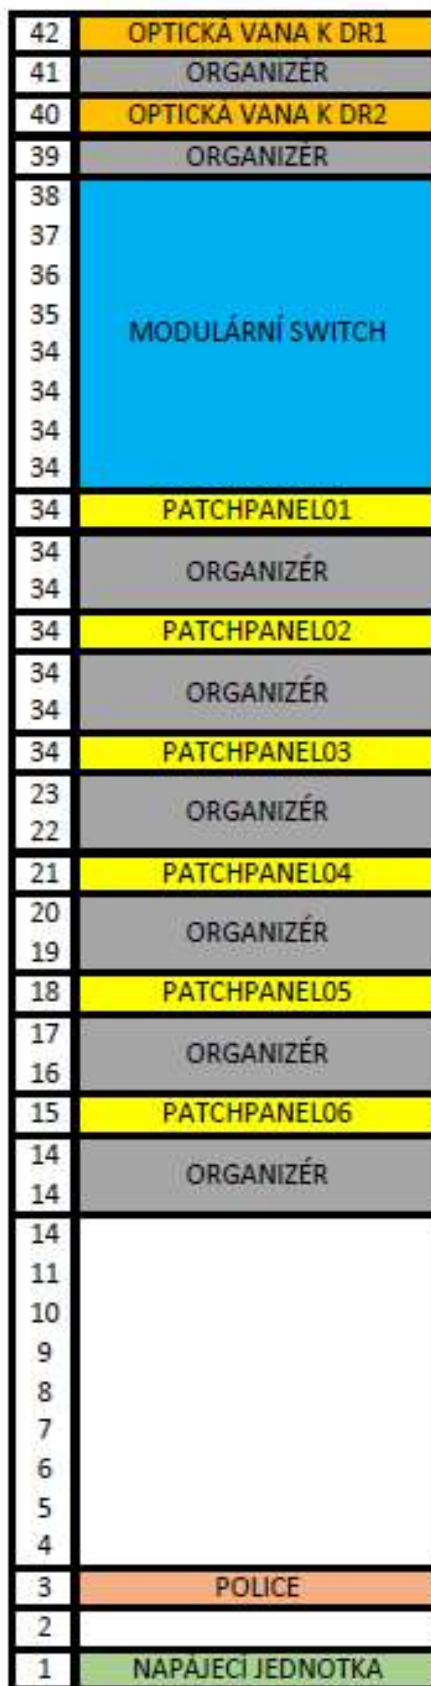 42 OPTICKÁ VANA K DR1
41 ORGANIZÉR
40 OPTICKÁ VANA K DR2
39 ORGANIZÉR
38
37
36
35
MODULÁRNÍ SWITCH
34
34
34
34
34 PATCHPANEL01
34
ORGANIZÉR
34
34 PATCHPANEL02
34
ORGANIZÉR
34
34 PATCHPANEL03
23
ORGANIZÉR
22
21 PATCHPANEL04
20
ORGANIZÉR
19
18 PATCHPANEL05
17
ORGANIZÉR
16
15 PATCHPANEL06
14
ORGANIZÉR
14
14
11
10
9
8
7
6
5
4
3 POLICE
2
1 NAPÁJECÍ JEDNOTKA